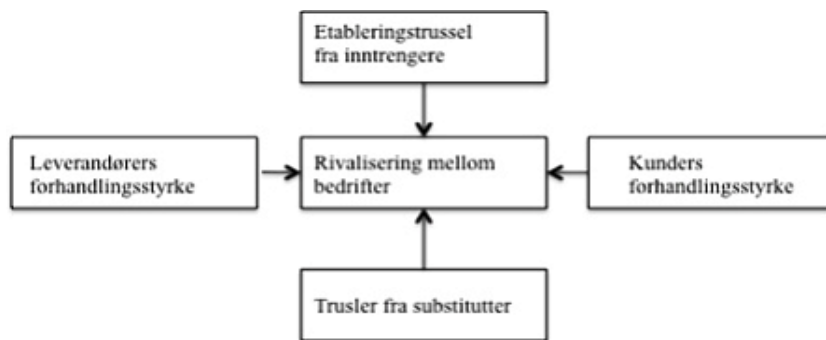 Etableringstrussel
fra inntrengere
Leverandørers
forhandlingsstyrke
Rivalisering mellom
bedrifter
Kunders
forhandlingsstyrke
Trusler fra substitutter